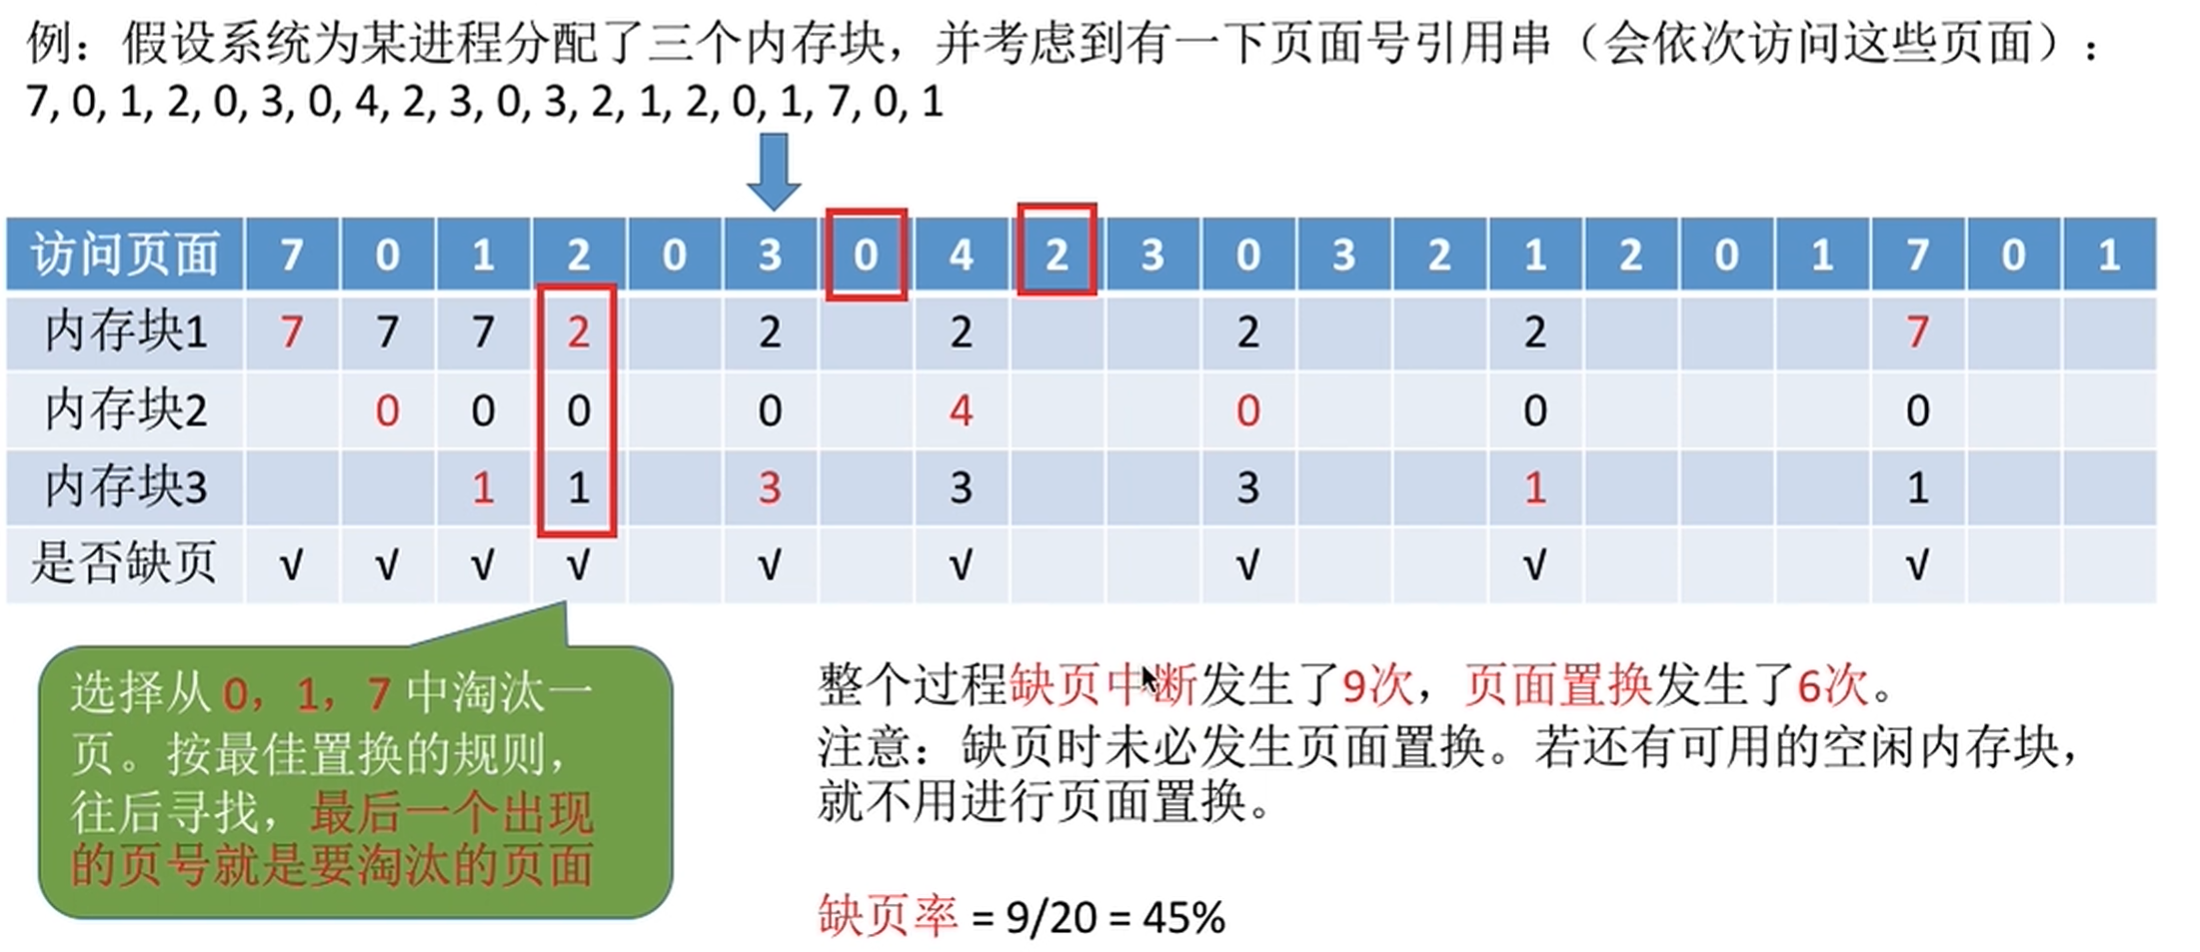 例：假设系统为某进程分配了三个内存块，并考虑到有一下页面号引用串（会依次访问这些页面）：
7, 0, 1, 2, 0, 3, 0, 4, 2, 3, 0, 3, 2, 1, 2, 0, 1, 7, 0, 1
访问页面 7 0 1 2 0 3 0 4 2 3 0 3 2 1 2 0 1 7 0 1
内存块1 7 7 7 2 2 2 2 2 7
内存块2 0 0 0 0 4 0 0 0
内存块3 1 1 3 3 3 1 1
是否缺页 √ √ √ √ √ √ √ √ √
选择从 0，1，7 中淘汰一
页。按最佳置换的规则，
往后寻找，最后一个出现
的页号就是要淘汰的页面
整个过程缺页中断发生了9次，页面置换发生了6次。
注意：缺页时未必发生页面置换。若还有可用的空闲内存块，
就不用进行页面置换。
缺页率 = 9/20 = 45%